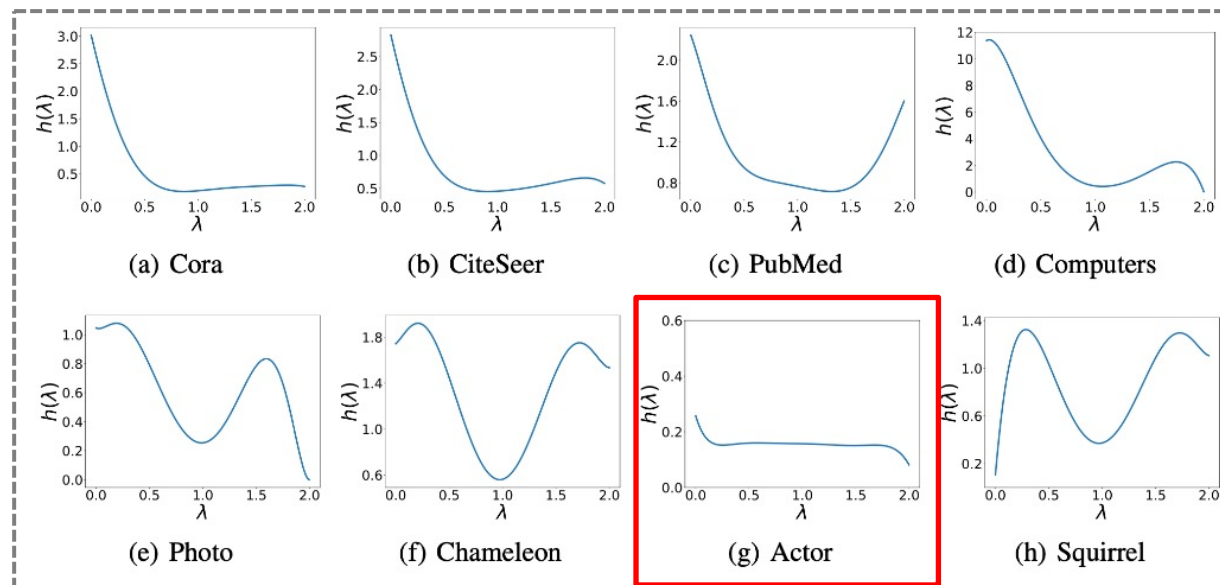 3.0
2.5
2.0
1.5
1.0
0.5
h(λ)
0.0 0.5 1.0 1.5 2.0
λ
(a) Cora
2.5
2.0
1.5
1.0
0.5
h(λ)
0.0 0.5 1.0 1.5 2.0
λ
(b) CiteSeer
2.0
1.6
1.2
0.8
h(λ)
0.0 0.5 1.0 1.5 2.0
λ
(c) PubMed
12
10
8
6
4
2
0
h(λ)
0.0 0.5 1.0 1.5 2.0
λ
(d) Computers
1.0
0.8
0.6
0.4
0.2
0.0
h(λ)
0.0 0.5 1.0 1.5 2.0
λ
(e) Photo
1.8
1.4
1.0
0.6
h(λ)
0.0 0.5 1.0 1.5 2.0
λ
(f) Chameleon
0.6
0.4
0.2
0.0
h(λ)
0.0 0.5 1.0 1.5 2.0
λ
(g) Actor
1.4
1.0
0.6
0.2
h(λ)
0.0 0.5 1.0 1.5 2.0
λ
(h) Squirrel